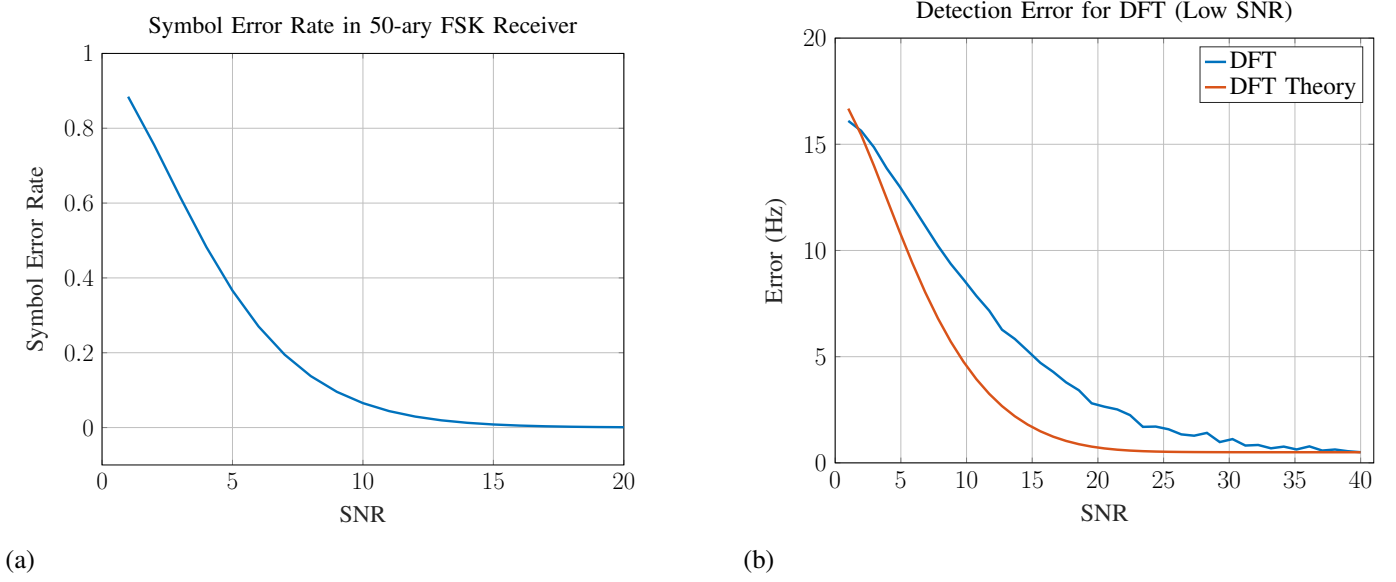 Symbol Error Rate in 50-ary FSK Receiver
1
0.8
0.6
0.4
0.2
0
Symbol Error Rate
0 5 10 15 20
SNR
(a)
Detection Error for DFT (Low SNR)
20
15
10
5
0
Error (Hz)
DFT
DFT Theory
0 5 10 15 20 25 30 35 40
SNR
(b)